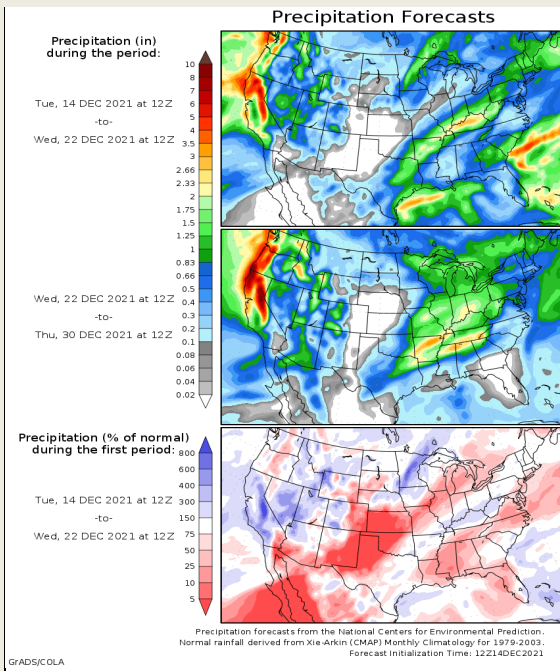 Precipitation Forecasts
Precipitation (in)
during the period:
Tue, 14 DEC 2021 at 12Z
-to-
Wed, 22 DEC 2021 at 12Z
10
8
7
6
5
4
3.5
3
2.66
2.33
2
1.75
1.5
1.25
1
0.83
0.66
0.5
0.4
0.3
0.2
0.1
0.08
0.06
0.04
0.02
Wed, 22 DEC 2021 at 12Z
-to-
Thu, 30 DEC 2021 at 12Z
Precipitation (% of normal)
during the first period:
Tue, 14 DEC 2021 at 12Z
-to-
Wed, 22 DEC 2021 at 12Z
800
600
400
300
150
75
50
25
10
5
Precipitation forecasts from the National Centers for Environmental Prediction.
Normal rainfall derived from Xie-Arkin (CMAP) Monthly Climatology for 1979-2003.
Forecast Initialization Time: 12Z14DEC2021
GrADS/COLA